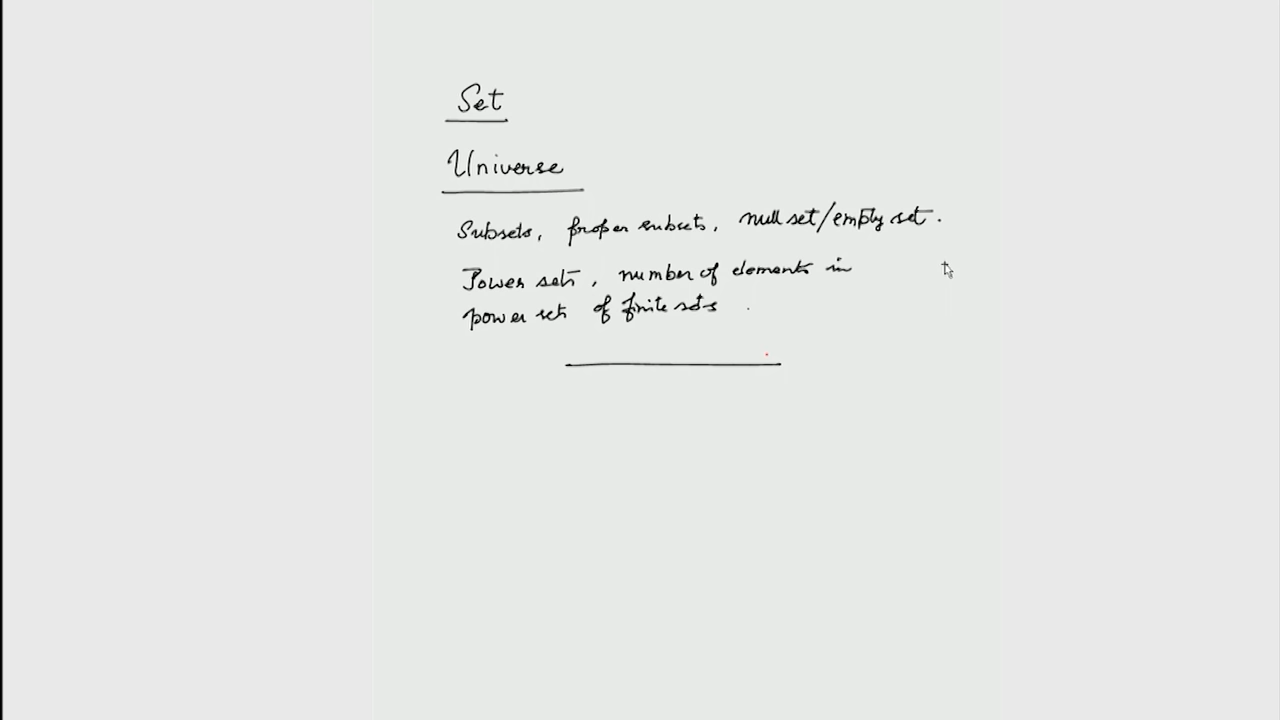 Set
Universe
Subsets, proper subsets, null set/empty set.
Power sets, number of elements in
power sets of finite sets.